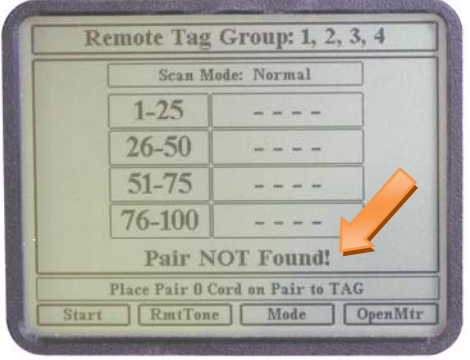 Remote Tag Group: 1, 2, 3, 4
Scan Mode: Normal
1-25 - - - -
26-50 - - - -
51-75 - - - -
76-100 - - - -
Pair NOT Found!
Place Pair 0 Cord on Pair to TAG
Start RmtTone Mode OpenMtr